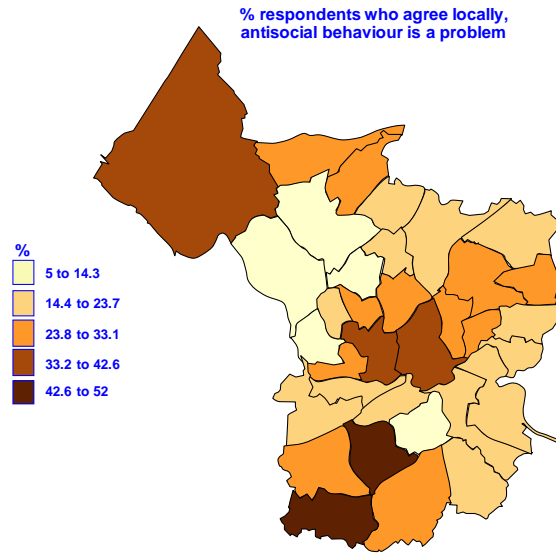 % respondents who agree locally,
antisocial behaviour is a problem
%
5 to 14.3
14.4 to 23.7
23.8 to 33.1
33.2 to 42.6
42.6 to 52